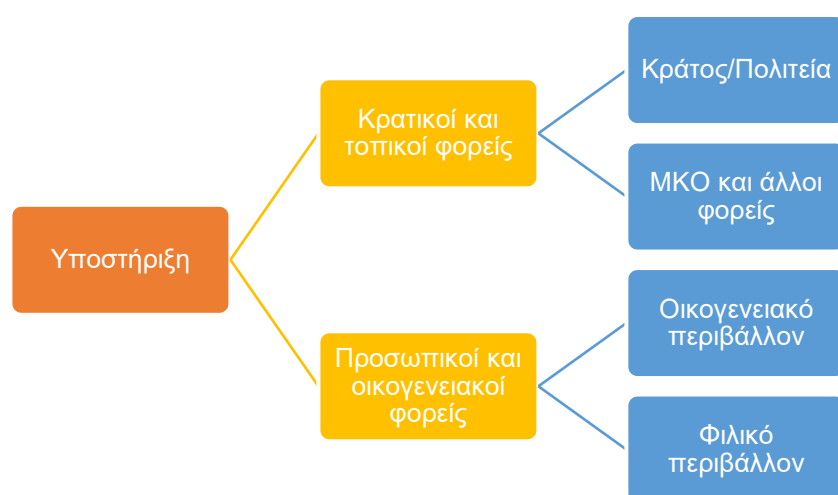 Υποστήριξη
Κρατικοί και
τοπικοί φορείς
Κράτος/Πολιτεία
ΜΚΟ και άλλοι
φορείς
Προσωπικοί και
οικογενειακοί
φορείς
Οικογενειακό
περιβάλλον
Φιλικό
περιβάλλον